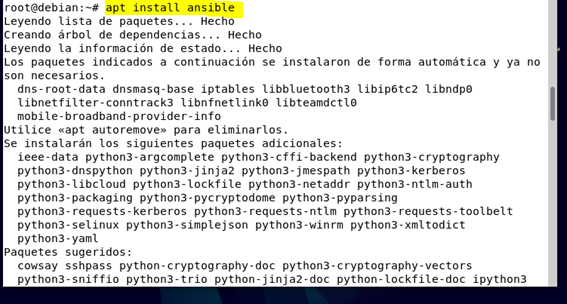 root@debian:~# apt install ansible
Leyendo lista de paquetes... Hecho
Creando árbol de dependencias... Hecho
Leyendo la información de estado... Hecho
Los paquetes indicados a continuación se instalaron de forma automática y ya no
son necesarios.
dns-root-data dnsmasq-base iptables libbluetooth3 libip6tc2 libndp0
libnetfilter-conntrack3 libnfnetlink0 libteamdctl0
mobile-broadband-provider-info
Utilice «apt autoremove» para eliminarlos.
Se instalarán los siguientes paquetes adicionales:
ieee-data python3-argcomplete python3-cffi-backend python3-cryptography
python3-dnspython python3-jinja2 python3-jmespath python3-kerberos
python3-libcloud python3-lockfile python3-netaddr python3-ntlm-auth
python3-packaging python3-pycryptodome python3-pyparsing
python3-requests-kerberos python3-requests-ntlm python3-requests-toolbelt
python3-selinux python3-simplejson python3-winrm python3-xmltodict
python3-yaml
Paquetes sugeridos:
cowsay sshpass python-cryptography-doc python3-cryptography-vectors
python3-sniffio python3-trio python-jinja2-doc python-lockfile-doc ipython3